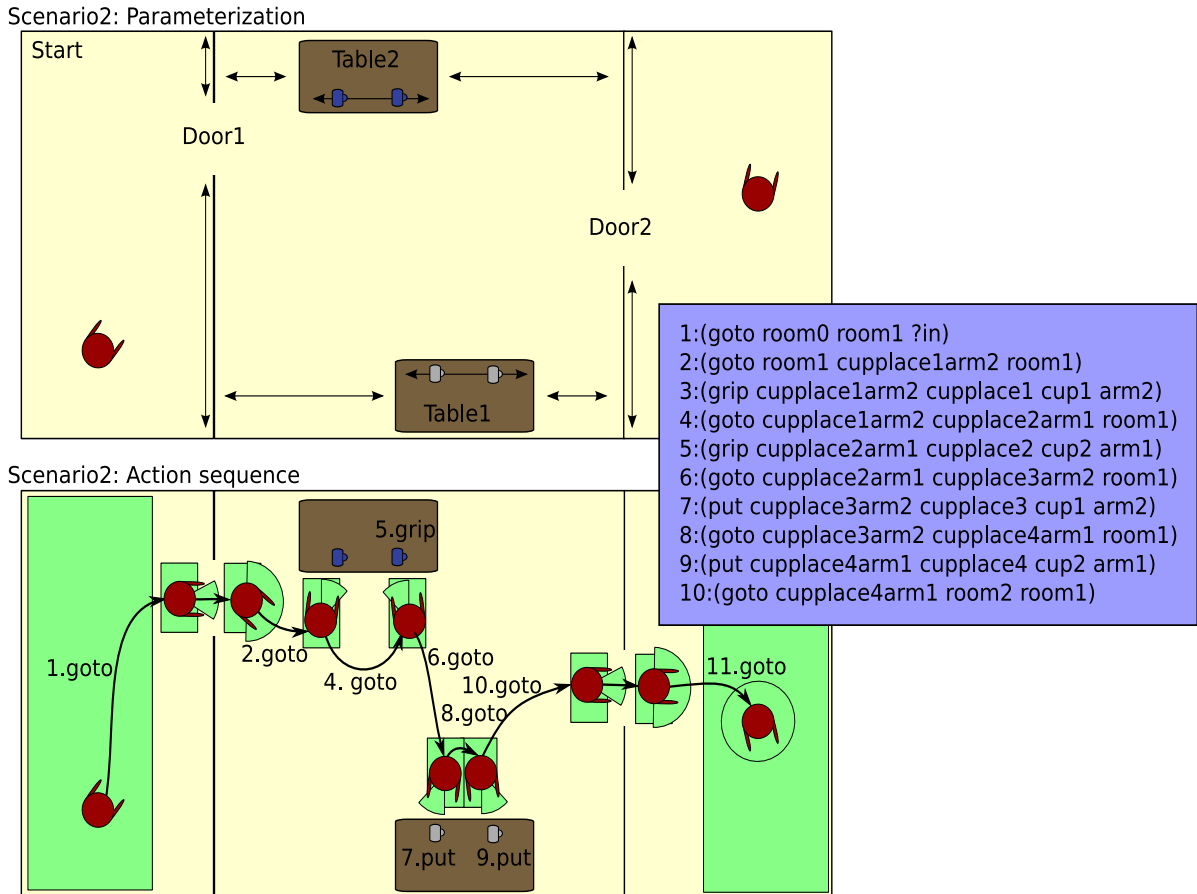 Scenario2: Parameterization
Start
Table2
Door1
Door2
Table1
1:(goto room0 room1 ?in)
2:(goto room1 cupplace1arm2 room1)
3:(grip cupplace1arm2 cupplace1 cup1 arm2)
4:(goto cupplace1arm2 cupplace2arm1 room1)
5:(grip cupplace2arm1 cupplace2 cup2 arm1)
6:(goto cupplace2arm1 cupplace3arm2 room1)
7:(put cupplace3arm2 cupplace3 cup1 arm2)
8:(goto cupplace3arm2 cupplace4arm1 room1)
9:(put cupplace4arm1 cupplace4 cup2 arm1)
10:(goto cupplace4arm1 room2 room1)
Scenario2: Action sequence
5.grip
1.goto
2.goto
4. goto
6.goto
10.goto
8.goto
11.goto
7.put
9.put